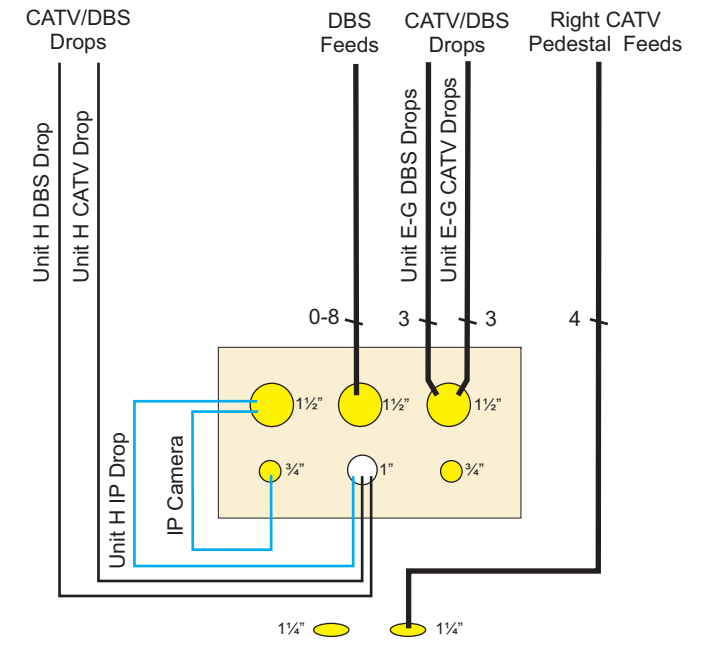 CATV/DBS
Drops
DBS
Feeds
CATV/DBS
Drops
Right CATV
Pedestal Feeds
Unit H DBS Drop
Unit H CATV Drop
Unit E-G DBS Drops
Unit E-G CATV Drops
0-8
3
3
4
1½”
1½”
1½”
Unit H IP Drop
IP Camera
¾”
1”
¾”
1¼”
1¼”